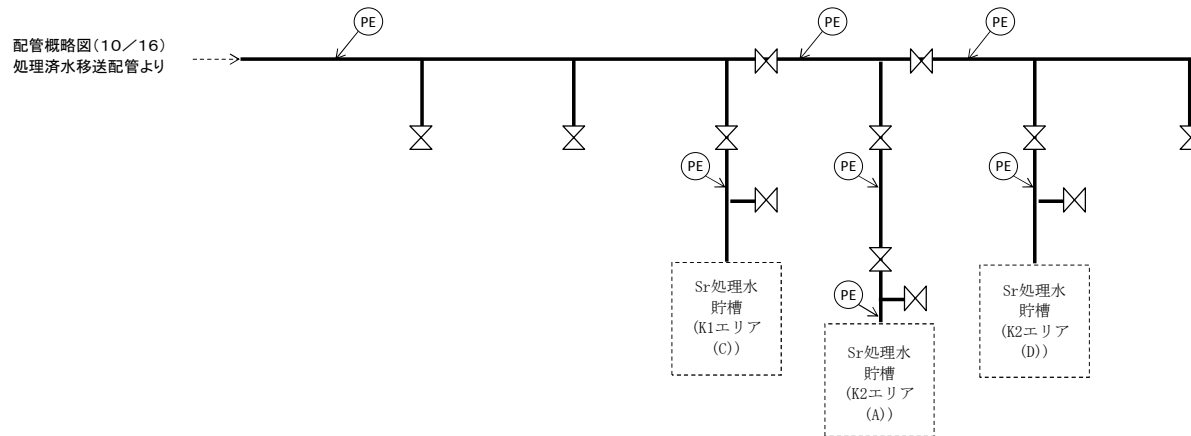 PE
PE
PE
配管概略図(10／16)
処理済水移送配管より
PE
PE
PE
Sr処理水
貯槽
(K1エリア
(C))
PE
Sr処理水
貯槽
(K2エリア
(A))
Sr処理水
貯槽
(K2エリア
(D))